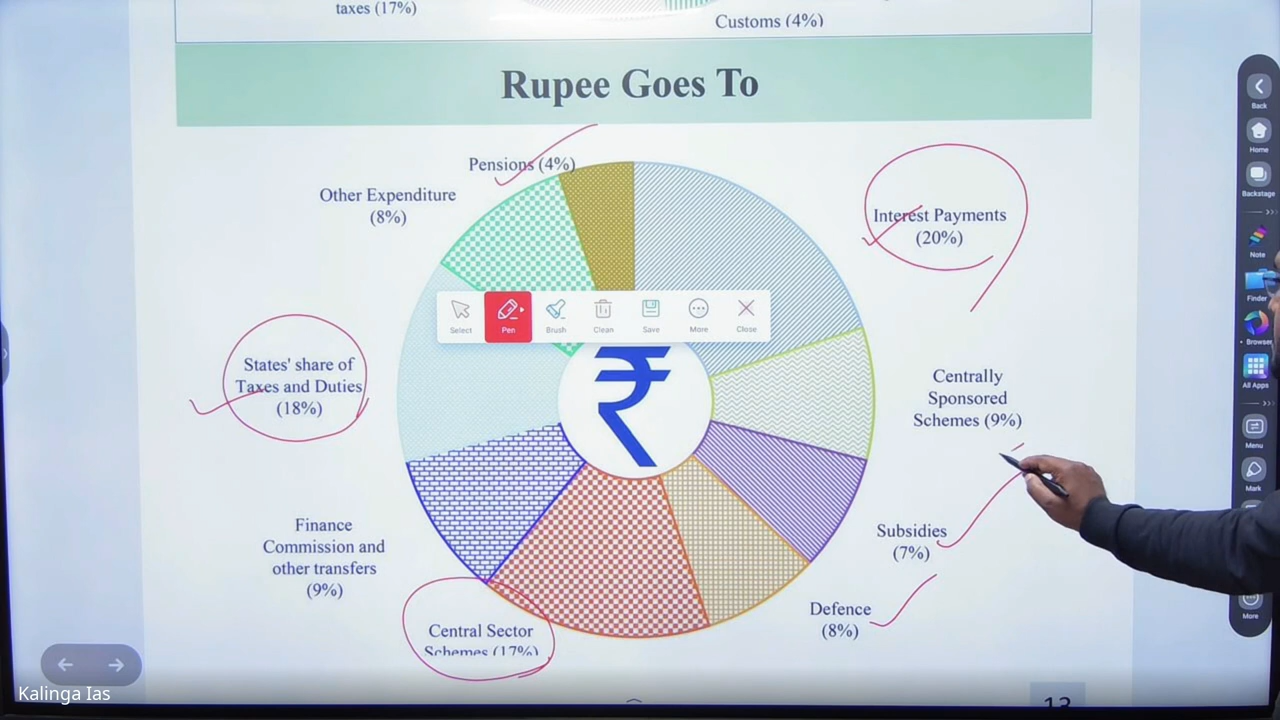 taxes (17%)
Customs (4%)
Rupee Goes To
Pensions (4%)
Other Expenditure
(8%)
Interest Payments
(20%)
Select
Pen
Brush
Clean
Save
More
Close
States' share of
Taxes and Duties
(18%)
Centrally
Sponsored
Schemes (9%)
Finance
Commission and
other transfers
(9%)
Subsidies
(7%)
Central Sector
Schemes (17%)
Defence
(8%)
13
Back
Home
Backstage
Note
Finder
Browser
All Apps
Menu
Mark
More
Kalinga Ias